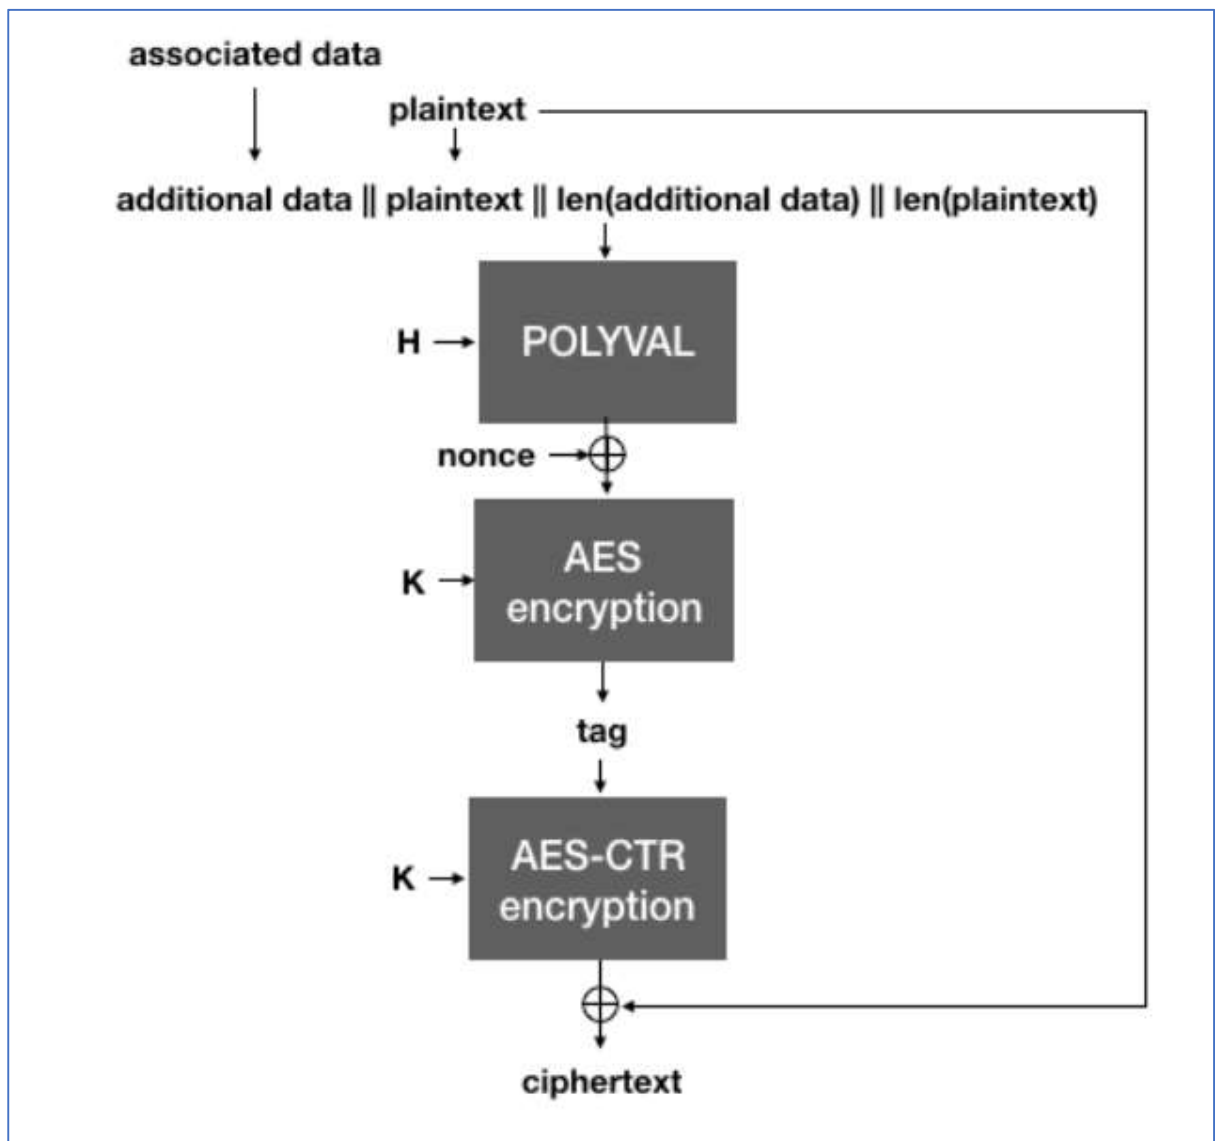 associated data
plaintext
additional data || plaintext || len(additional data) || len(plaintext)
H
POLYVAL
nonce
K
AES
encryption
tag
K
AES-CTR
encryption
ciphertext